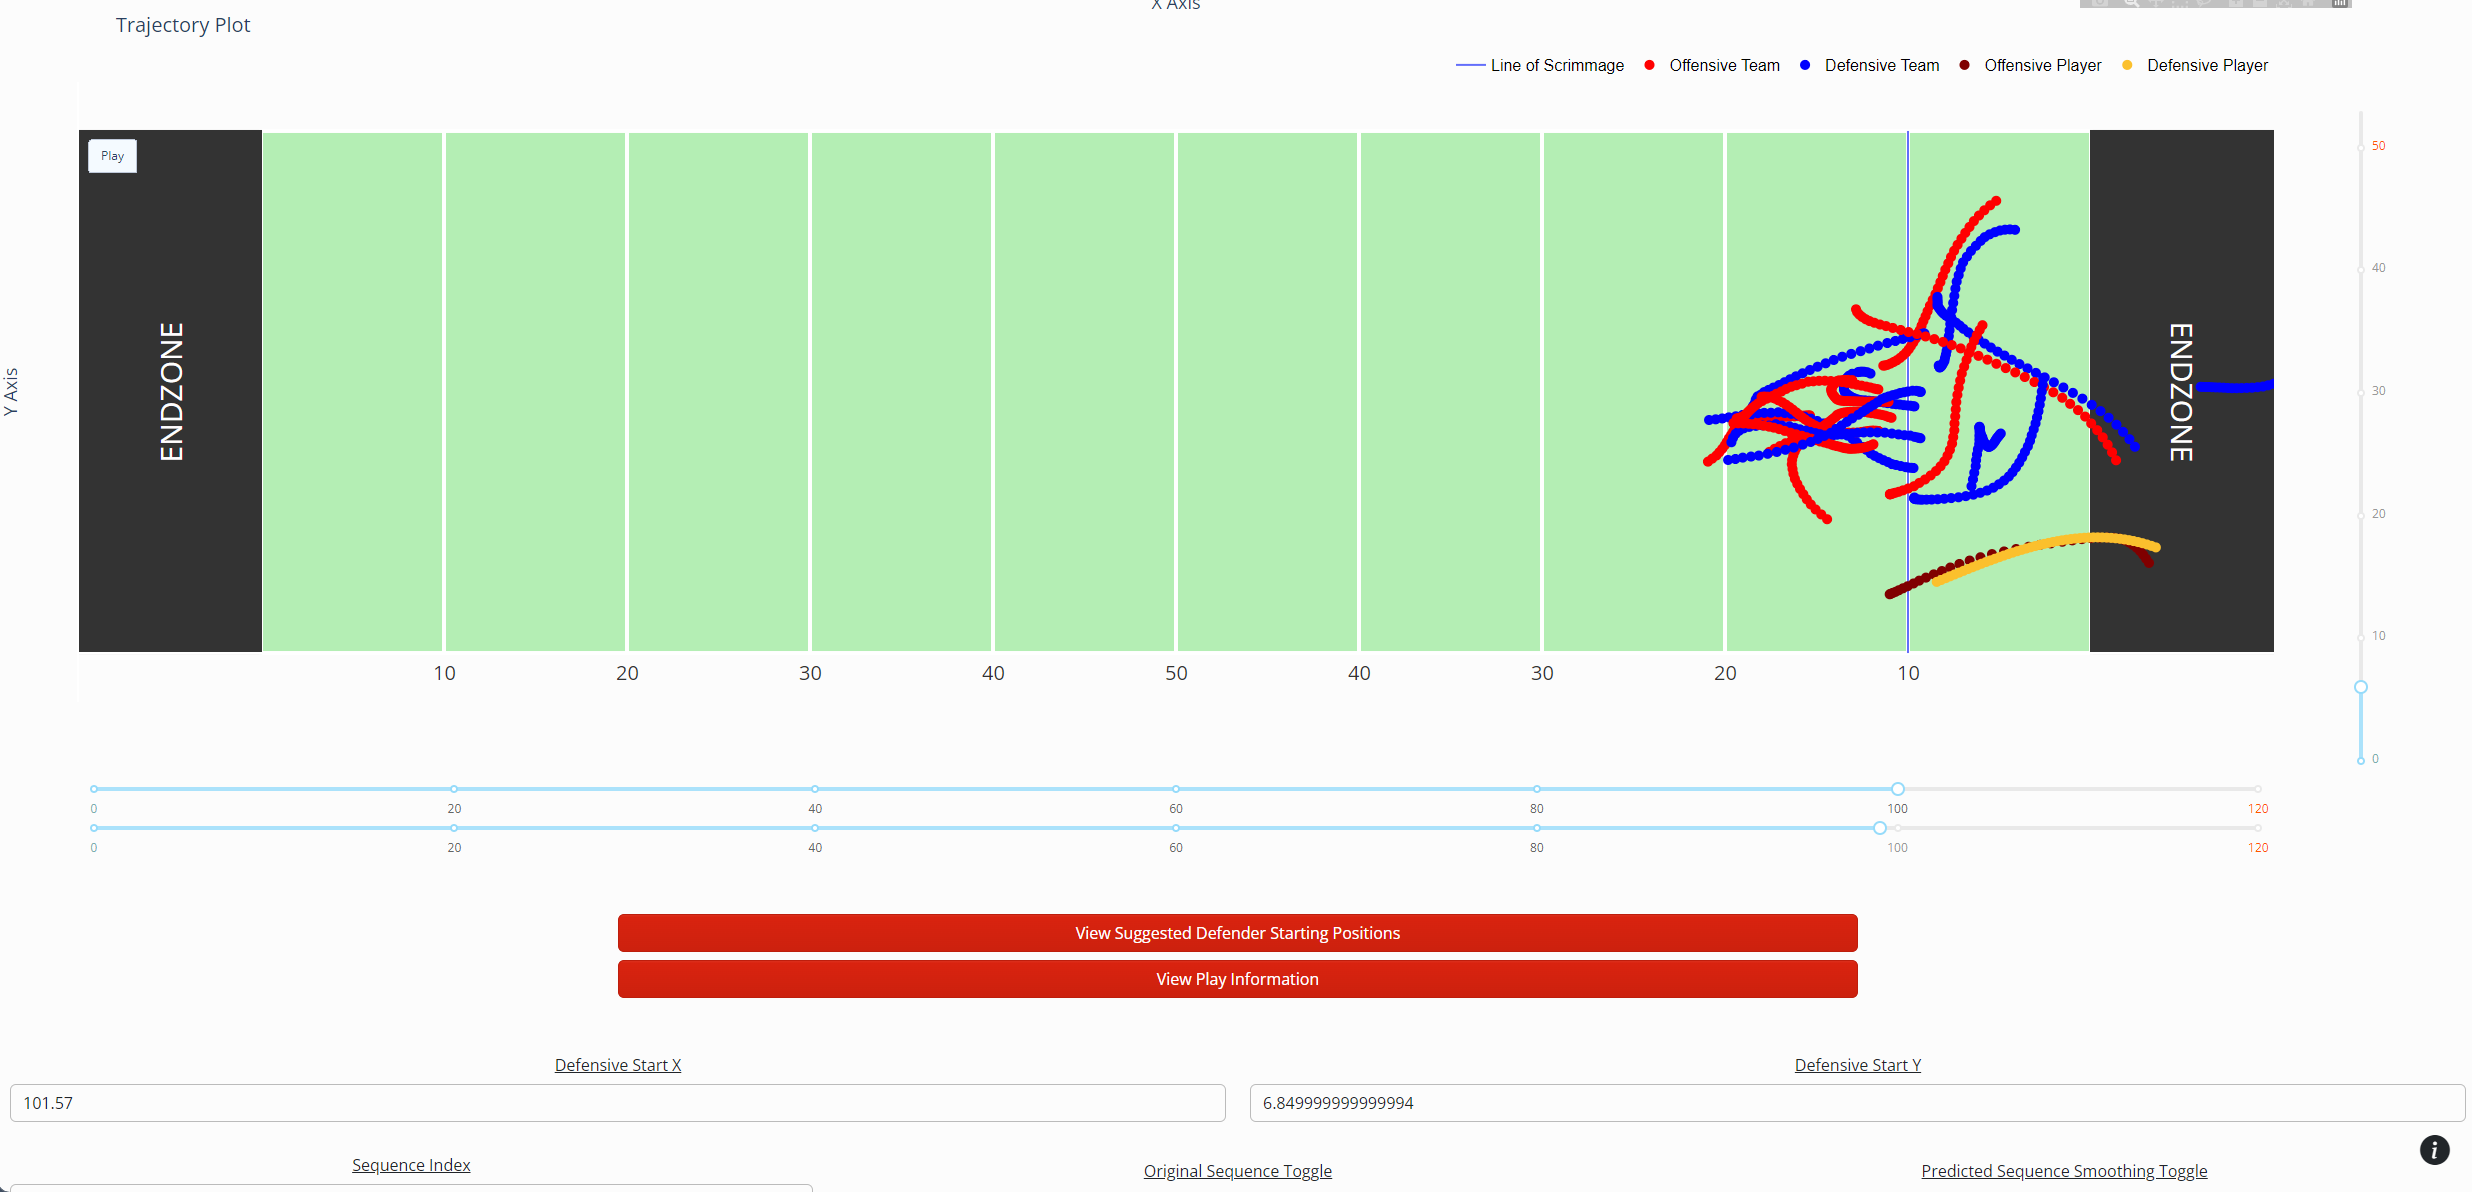 X Axis
Trajectory Plot
Line of Scrimmage
Offensive Team
Defensive Team
Offensive Player
Defensive Player
Play
ENDZONE
ENDZONE
Y Axis
10 20 30 40 50 40 30 20 10
50
40
30
20
10
0
0 20 40 60 80 100 120
0 20 40 60 80 100 120
View Suggested Defender Starting Positions
View Play Information
Defensive Start X
Defensive Start Y
101.57
6.849999999999994
i
Sequence Index
Original Sequence Toggle
Predicted Sequence Smoothing Toggle